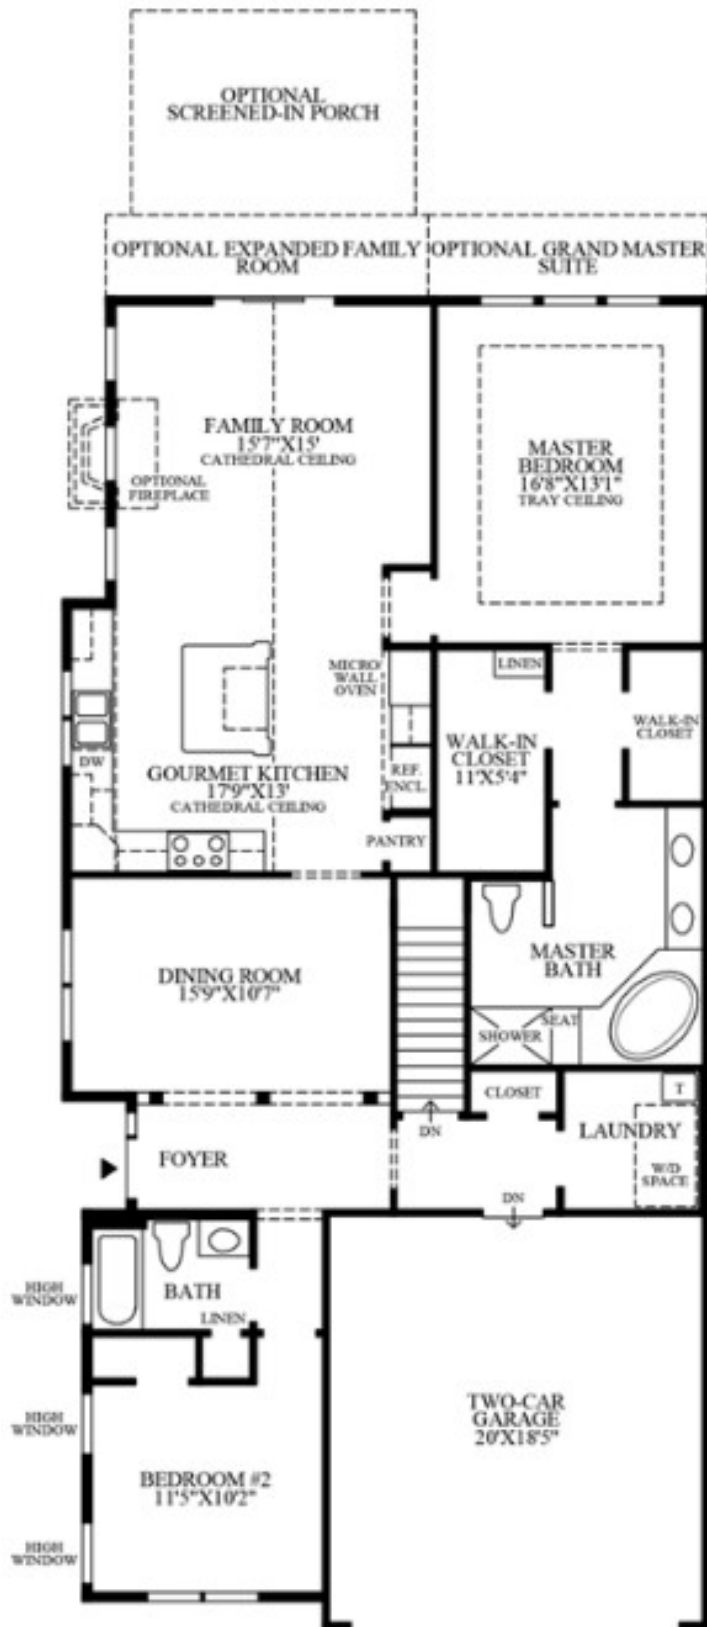 OPTIONAL
SCREENED-IN PORCH
OPTIONAL EXPANDED FAMILY
ROOM
OPTIONAL GRAND MASTER
SUITE
FAMILY ROOM
15'7"X15'
CATHEDRAL CEILING
OPTIONAL
FIREPLACE
MASTER
BEDROOM
16'8"X13'1"
TRAY CEILING
MICRO/
WALL
OVEN
LINEN
WALK-IN
CLOSET
11'X5'4"
WALK-IN
CLOSET
DW
GOURMET KITCHEN
17'9"X13'
CATHEDRAL CEILING
REF.
ENCL.
PANTRY
DINING ROOM
15'9"X10'7"
MASTER
BATH
SHOWER
SEAT
CLOSET
T
LAUNDRY
W/D
SPACE
DN
FOYER
DN
HIGH
WINDOW
BATH
LINEN
HIGH
WINDOW
TWO-CAR
GARAGE
20'X18'5"
BEDROOM #2
11'5"X10'2"
HIGH
WINDOW